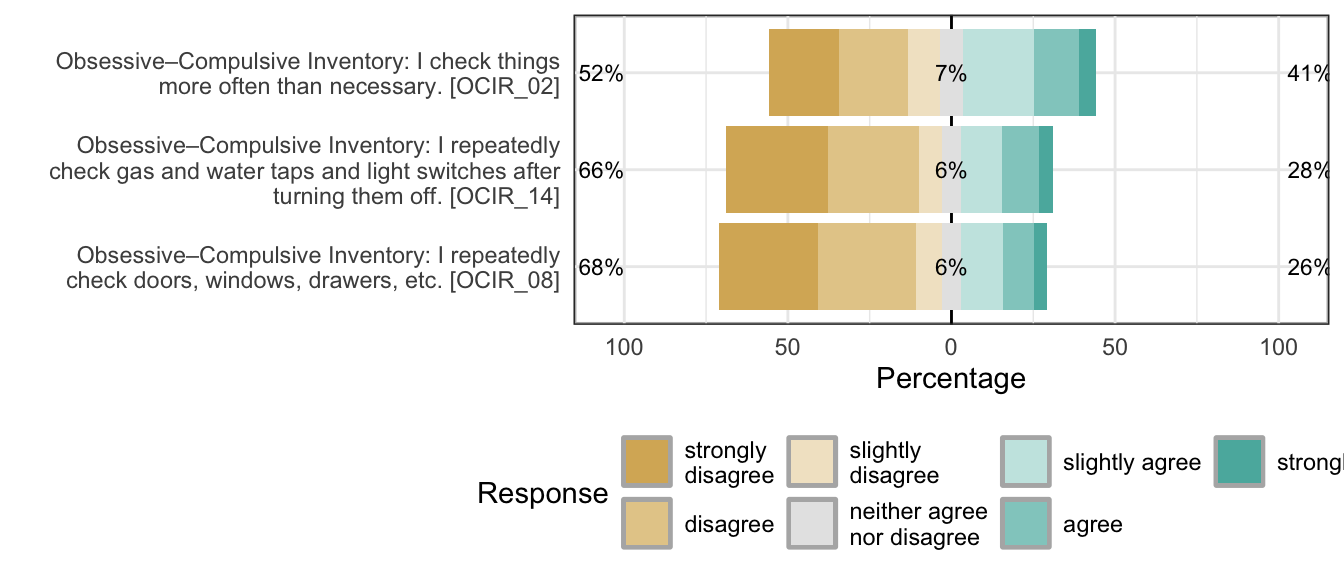 Obsessive–Compulsive Inventory: I check things
more often than necessary. [OCIR_02]
52%
7%
41%
Obsessive–Compulsive Inventory: I repeatedly
check gas and water taps and light switches after
turning them off. [OCIR_14]
66%
6%
28%
Obsessive–Compulsive Inventory: I repeatedly
check doors, windows, drawers, etc. [OCIR_08]
68%
6%
26%
100
50
0
50
100
Percentage
Response
strongly
disagree
disagree
slightly
disagree
neither agree
nor disagree
slightly agree
agree